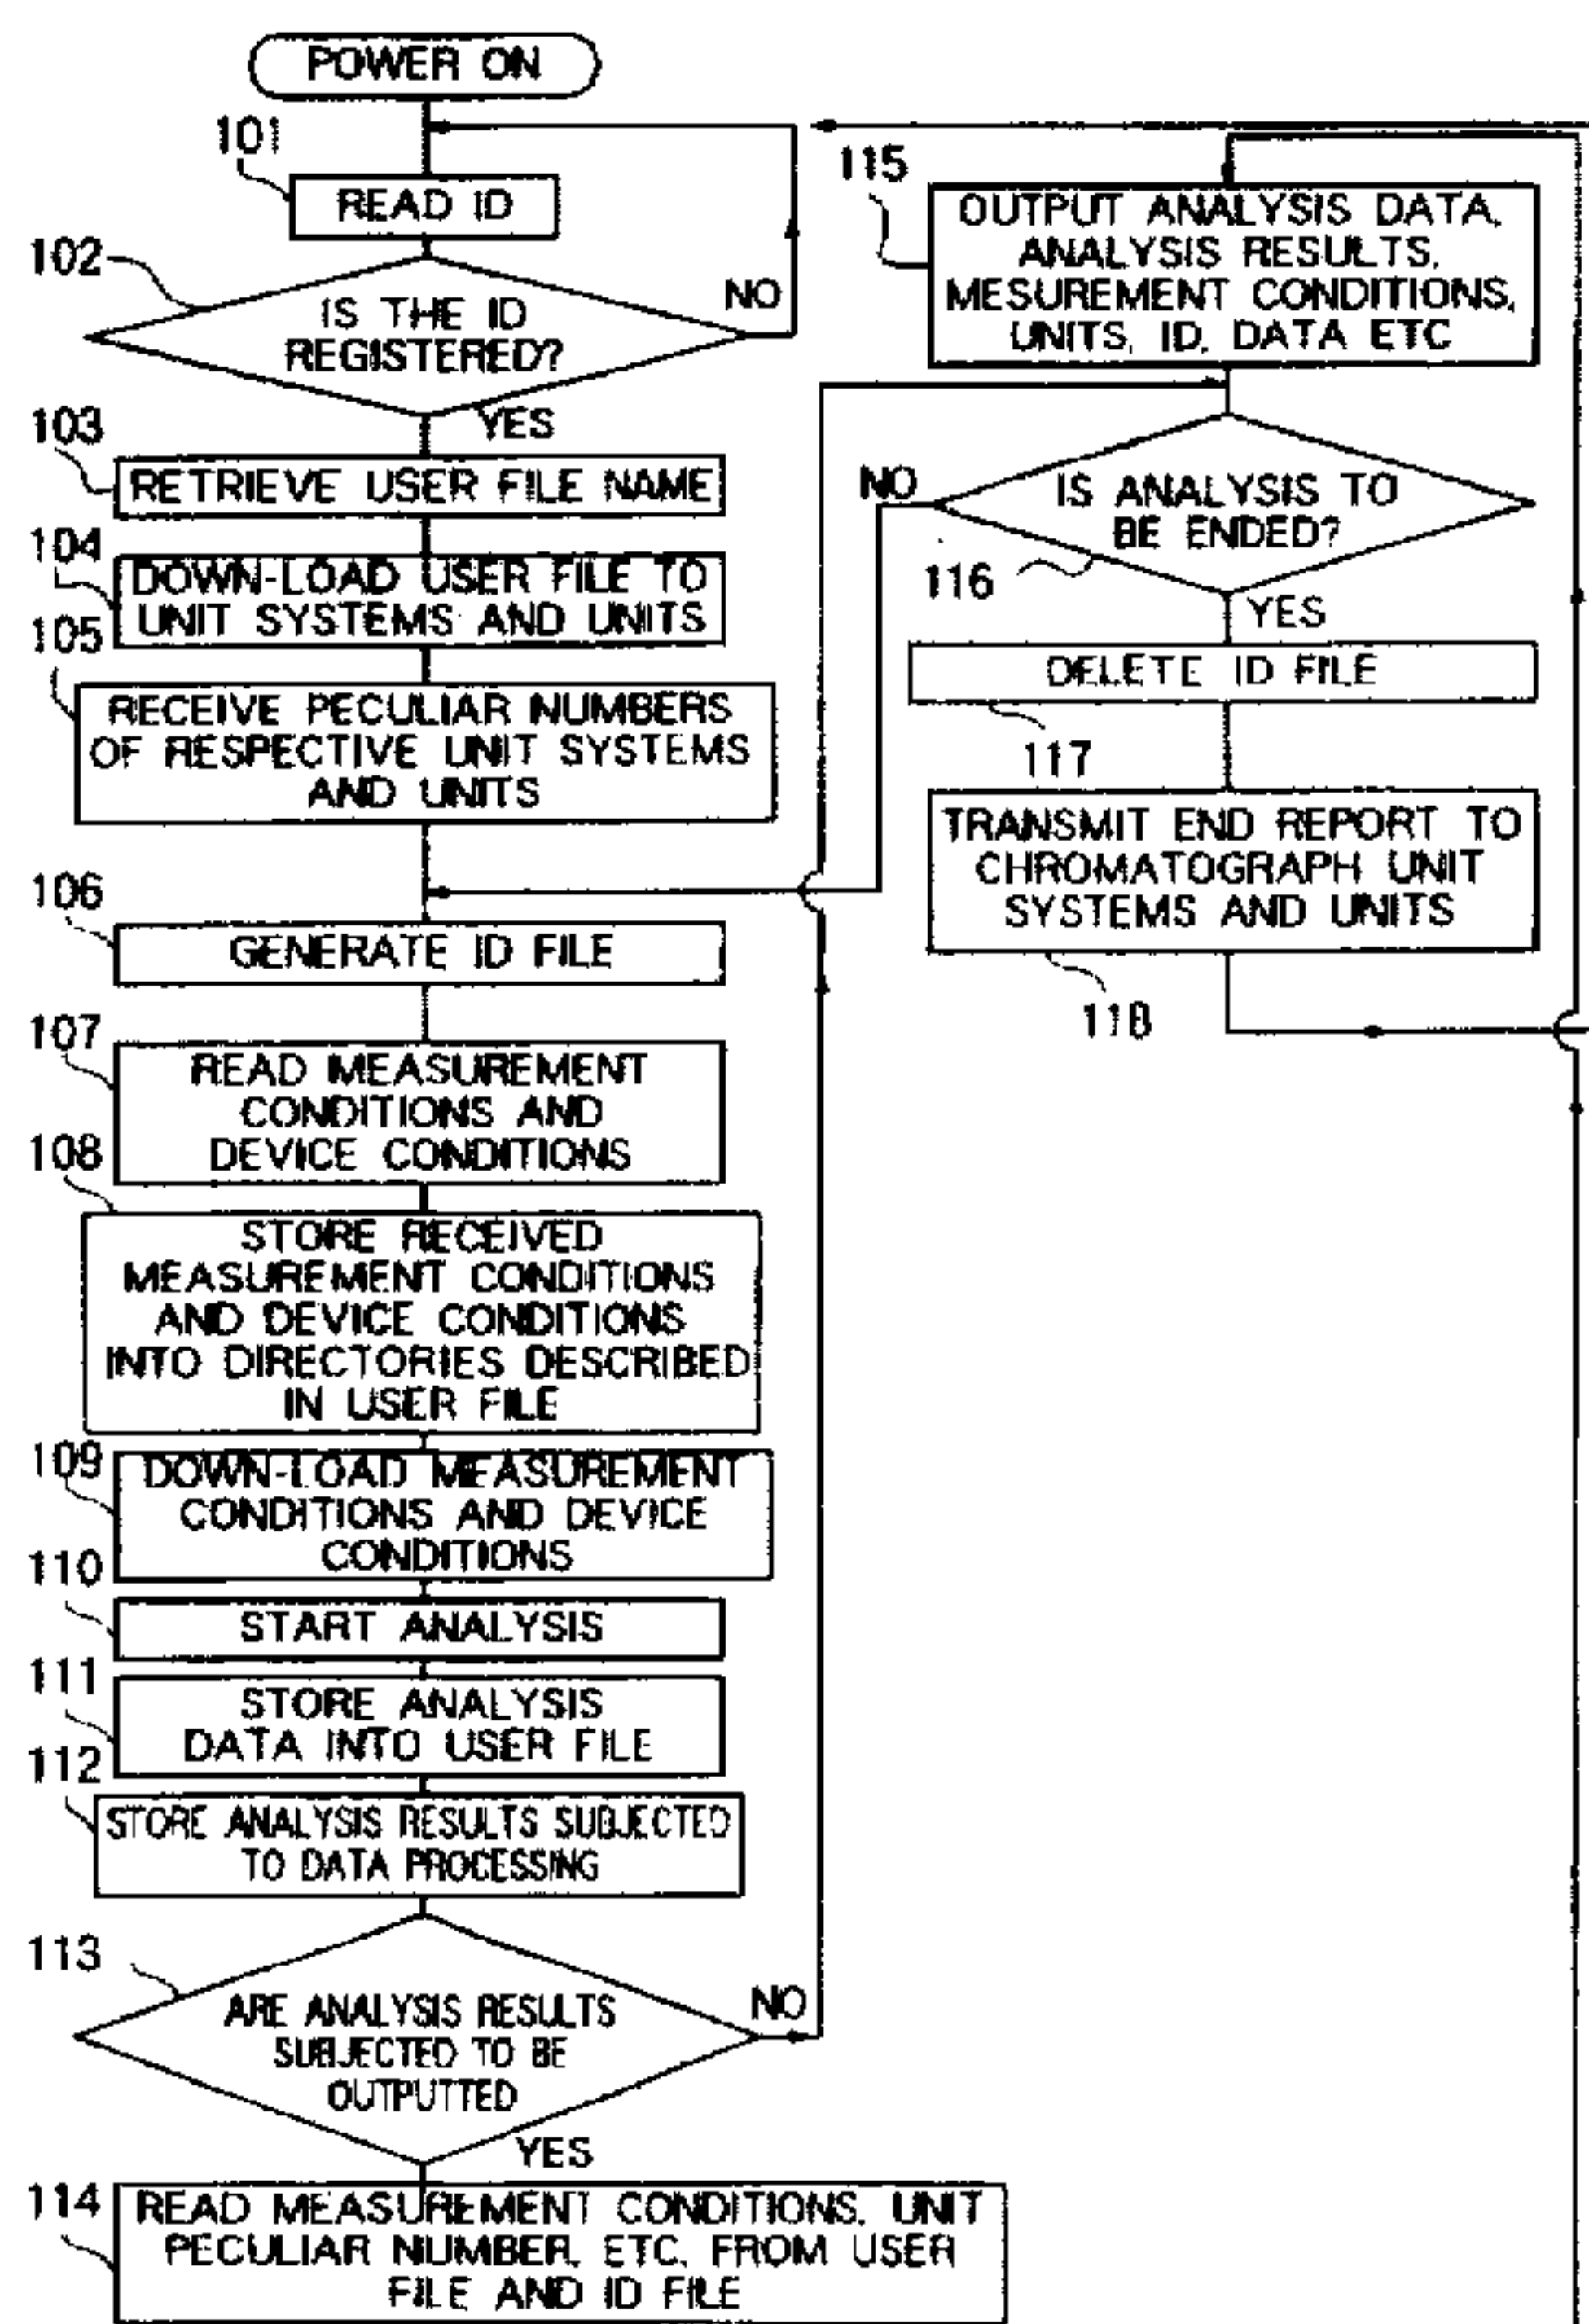 POWER ON
101
READ ID
102
IS THE ID
REGISTERED?
NO
YES
103
RETRIEVE USER FILE NAME
104
DOWN-LOAD USER FILE TO
UNIT SYSTEMS AND UNITS
105
RECEIVE PECULIAR NUMBERS
OF RESPECTIVE UNIT SYSTEMS
AND UNITS
106
GENERATE ID FILE
107
READ MEASUREMENT
CONDITIONS AND
DEVICE CONDITIONS
108
STORE RECEIVED
MEASUREMENT CONDITIONS
AND DEVICE CONDITIONS
INTO DIRECTORIES DESCRIBED
IN USER FILE
109
DOWN-LOAD MEASUREMENT
CONDITIONS AND DEVICE
CONDITIONS
110
START ANALYSIS
111
STORE ANALYSIS
DATA INTO USER FILE
112
STORE ANALYSIS RESULTS SUBJECTED
TO DATA PROCESSING
113
ARE ANALYSIS RESULTS
SUBJECTED TO BE
OUTPUTTED
NO
YES
114
READ MEASUREMENT CONDITIONS, UNIT
PECULIAR NUMBER, ETC. FROM USER
FILE AND ID FILE
115
OUTPUT ANALYSIS DATA,
ANALYSIS RESULTS,
MESUREMENT CONDITIONS,
UNITS, ID, DATA ETC
NO
IS ANALYSIS TO
BE ENDED?
116
YES
DELETE ID FILE
117
TRANSMIT END REPORT TO
CHROMATOGRAPH UNIT
SYSTEMS AND UNITS
118